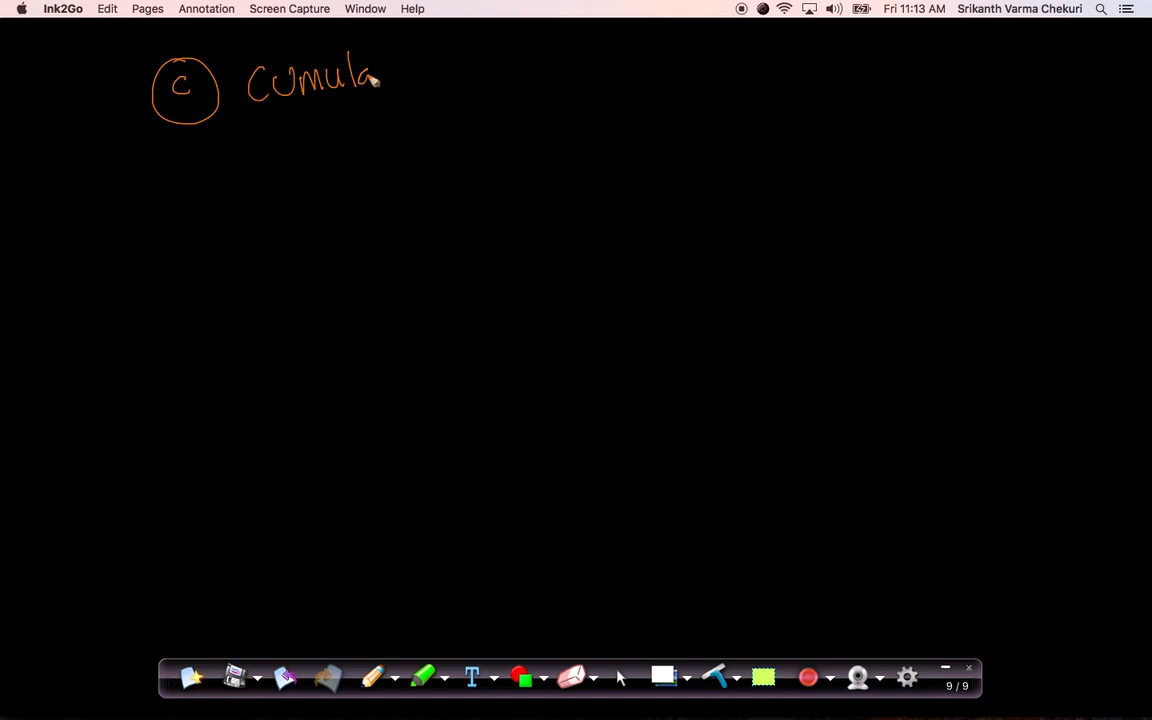 Ink2Go Edit Pages Annotation Screen Capture Window Help Fri 11:13 AM Srikanth Varma Chekuri
C cumula
T
9 / 9